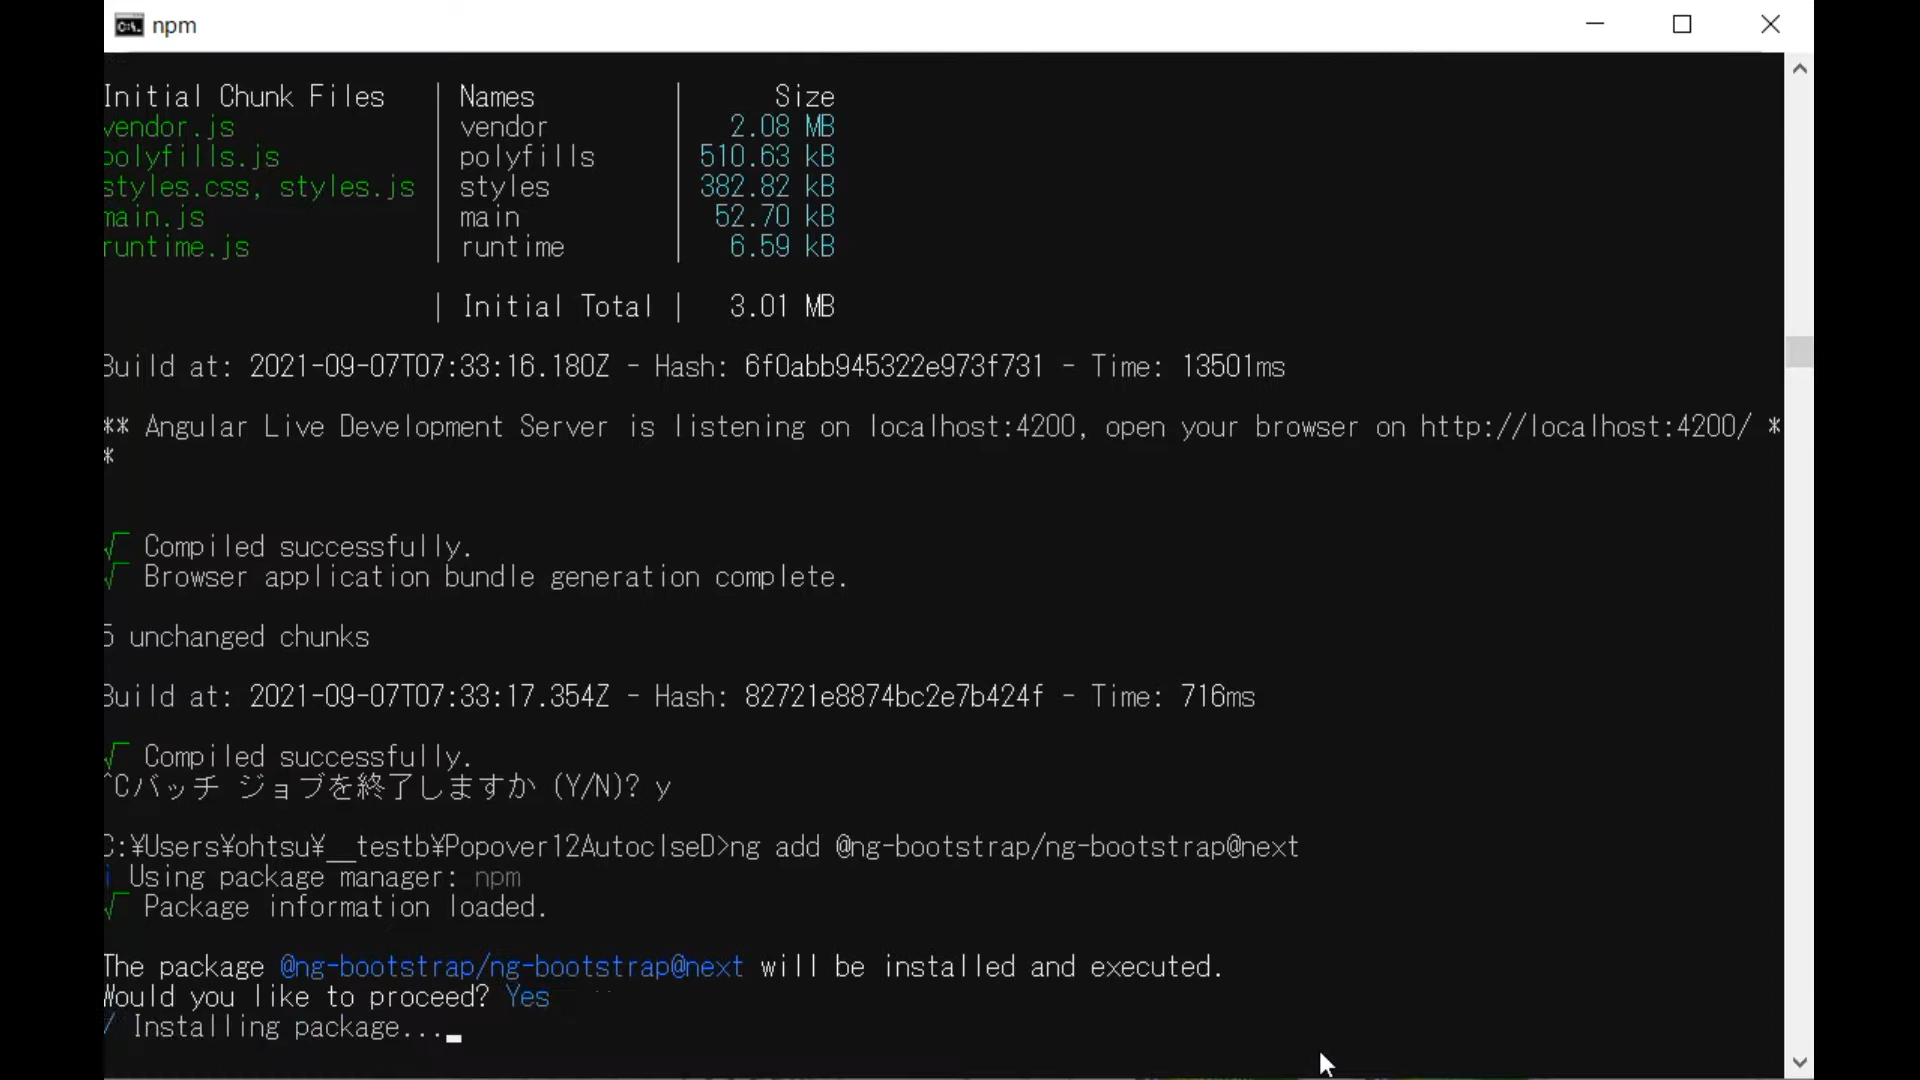 npm
Initial Chunk Files | Names | Size
vendor.js | vendor | 2.08 MB
polyfills.js | polyfills | 510.63 kB
styles.css, styles.js | styles | 382.82 kB
main.js | main | 52.70 kB
runtime.js | runtime | 6.59 kB
| Initial Total | 3.01 MB
Build at: 2021-09-07T07:33:16.180Z - Hash: 6f0abb945322e973f731 - Time: 13501ms
** Angular Live Development Server is listening on localhost:4200, open your browser on http://localhost:4200/ *
*
√ Compiled successfully.
√ Browser application bundle generation complete.
5 unchanged chunks
Build at: 2021-09-07T07:33:17.354Z - Hash: 82721e8874bc2e7b424f - Time: 716ms
√ Compiled successfully.
^Cバッチ ジョブを終了しますか (Y/N)? y
C:¥Users¥ohtsu¥__testb¥Popover12AutoclseD>ng add @ng-bootstrap/ng-bootstrap@next
i Using package manager: npm
√ Package information loaded.
The package @ng-bootstrap/ng-bootstrap@next will be installed and executed.
Would you like to proceed? Yes
/ Installing package..._